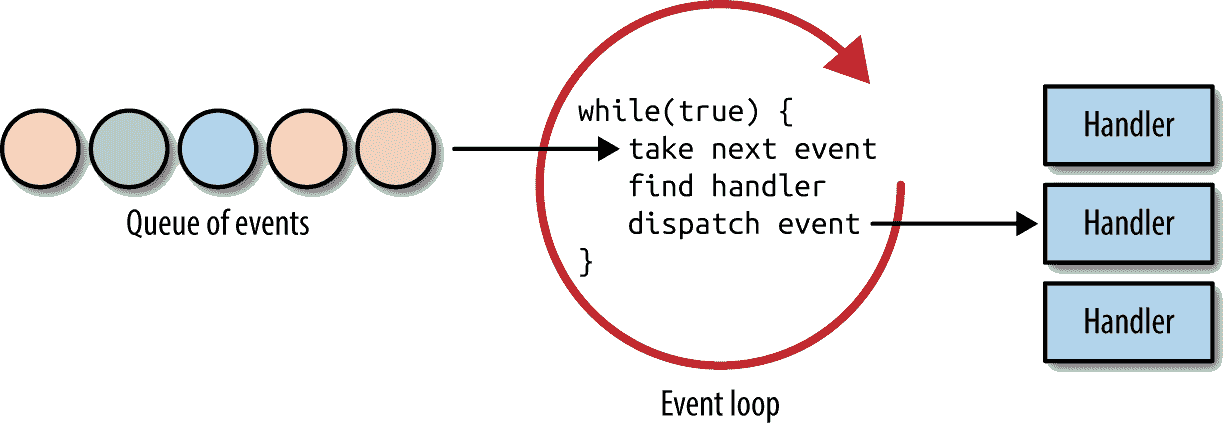 while(true) {
take next event
find handler
dispatch event
}
Queue of events
Event loop
Handler
Handler
Handler